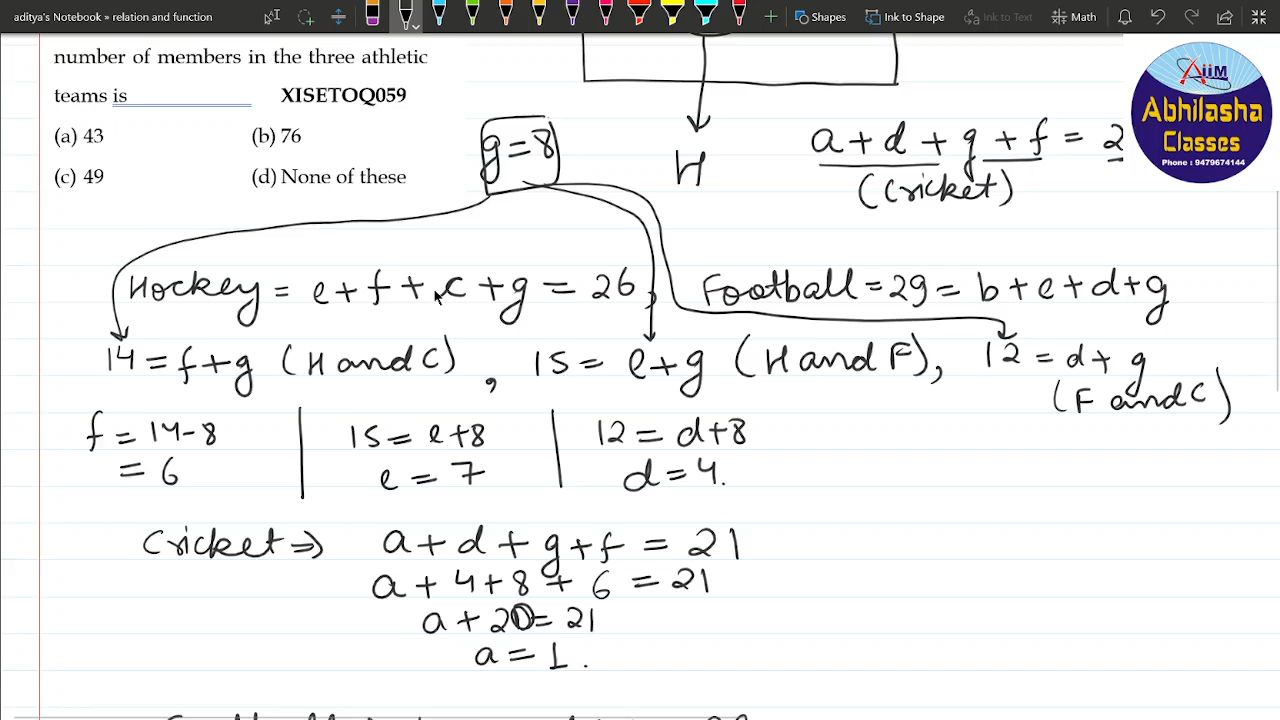 aditya's Notebook » relation and function
Shapes
Ink to Shape
Ink to Text
Math
number of members in the three athletic
teams is XISETOQ059
(a) 43 (b) 76
(c) 49 (d) None of these
g=8
H
a+d+g+f = 2
(Cricket)
AiiM
Abhilasha
Classes
Phone : 9479674144
Hockey = e+f+c+g = 26, Football = 29 = b+e+d+g
14 = f+g (H and C), 15 = e+g (H and F), 12 = d+g
(F and C)
f = 14-8 | 15 = e+8 | 12 = d+8
= 6 | e = 7 | d = 4.
Cricket ⇒ a+d+g+f = 21
a+4+8+6 = 21
a+20 = 21
a = 1.